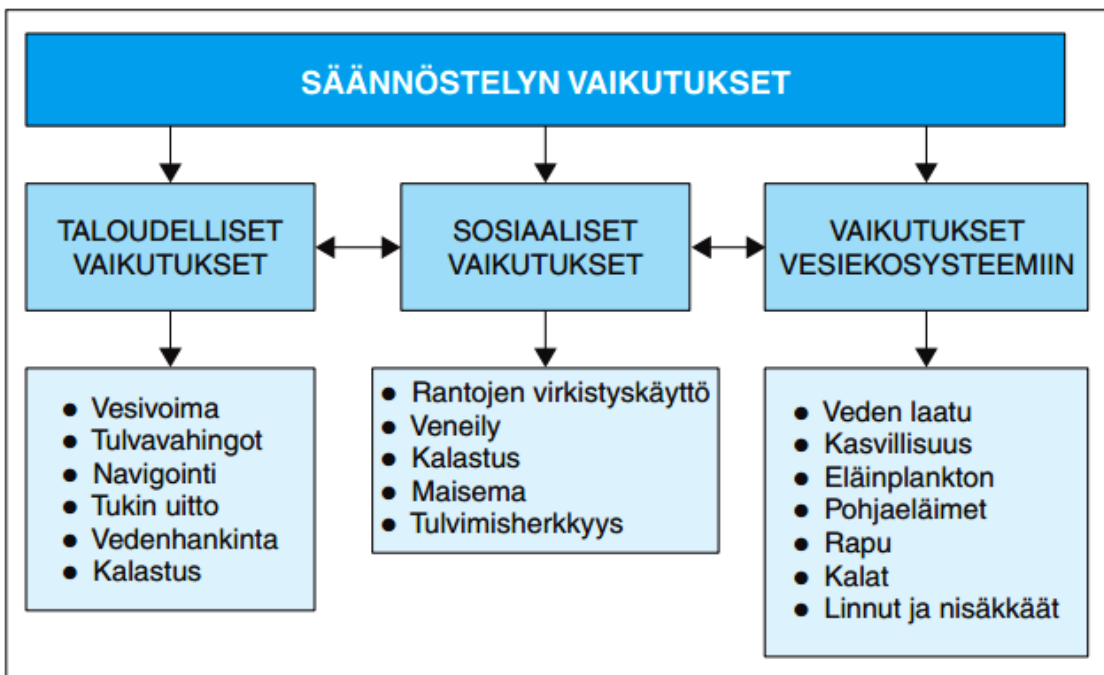 SÄÄNNÖSTELYN VAIKUTUKSET
TALOUDELLISET
VAIKUTUKSET
SOSIAALISET
VAIKUTUKSET
VAIKUTUKSET
VESIEKOSYSTEEMIIN
● Vesivoima
● Tulvavahingot
● Navigointi
● Tukin uitto
● Vedenhankinta
● Kalastus
● Rantojen virkistyskäyttö
● Veneily
● Kalastus
● Maisema
● Tulvimisherkkyys
● Veden laatu
● Kasvillisuus
● Eläinplankton
● Pohjaeläimet
● Rapu
● Kalat
● Linnut ja nisäkkäät